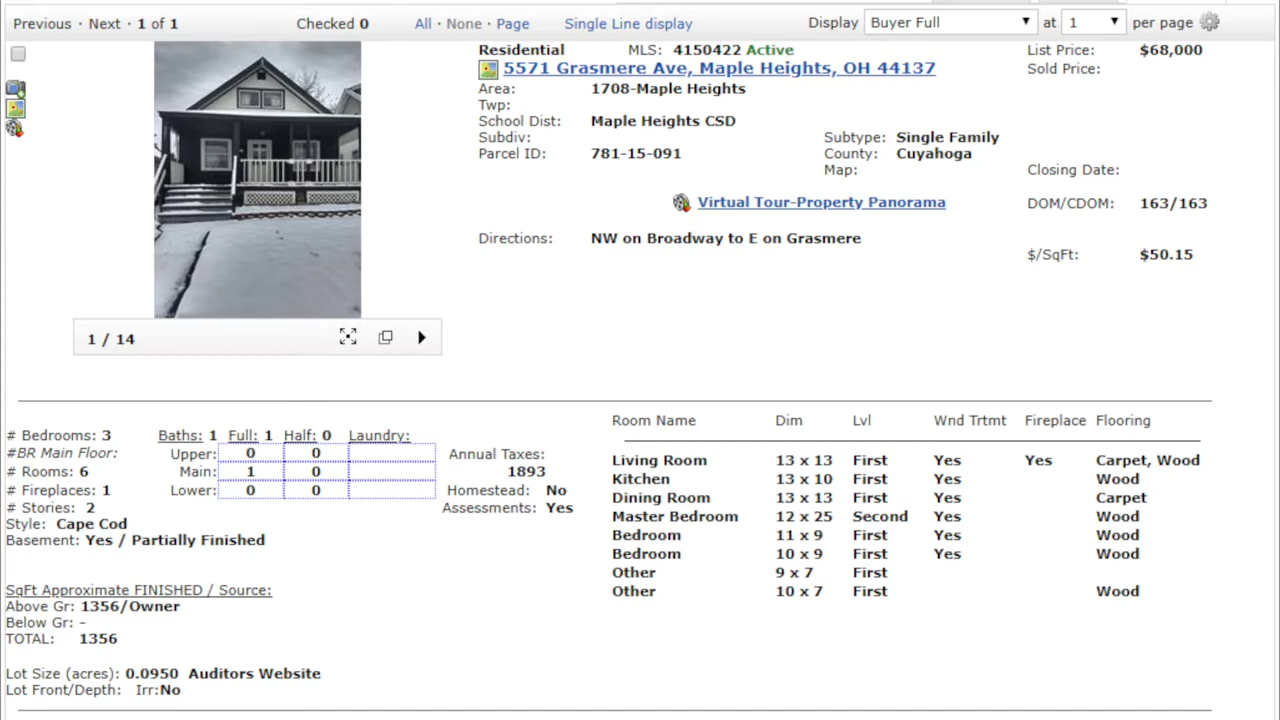 Previous · Next · 1 of 1 Checked 0 All · None · Page Single Line display Display Buyer Full at 1 per page
Residential MLS: 4150422 Active List Price: $68,000
5571 Grasmere Ave, Maple Heights, OH 44137 Sold Price:
Area: 1708-Maple Heights
Twp:
School Dist: Maple Heights CSD
Subdiv: Subtype: Single Family
Parcel ID: 781-15-091 County: Cuyahoga
Map: Closing Date:
Virtual Tour-Property Panorama DOM/CDOM: 163/163
Directions: NW on Broadway to E on Grasmere
$/SqFt: $50.15
1 / 14
# Bedrooms: 3 Baths: 1 Full: 1 Half: 0 Laundry:
#BR Main Floor: Upper: 0 0 Annual Taxes:
# Rooms: 6 Main: 1 0 1893
# Fireplaces: 1 Lower: 0 0 Homestead: No
# Stories: 2 Assessments: Yes
Style: Cape Cod
Basement: Yes / Partially Finished
SqFt Approximate FINISHED / Source:
Above Gr: 1356/Owner
Below Gr: -
TOTAL: 1356
Lot Size (acres): 0.0950 Auditors Website
Lot Front/Depth: Irr:No
Room Name Dim Lvl Wnd Trtmt Fireplace Flooring
Living Room 13 x 13 First Yes Yes Carpet, Wood
Kitchen 13 x 10 First Yes Wood
Dining Room 13 x 13 First Yes Carpet
Master Bedroom 12 x 25 Second Yes Wood
Bedroom 11 x 9 First Yes Wood
Bedroom 10 x 9 First Yes Wood
Other 9 x 7 First
Other 10 x 7 First Wood